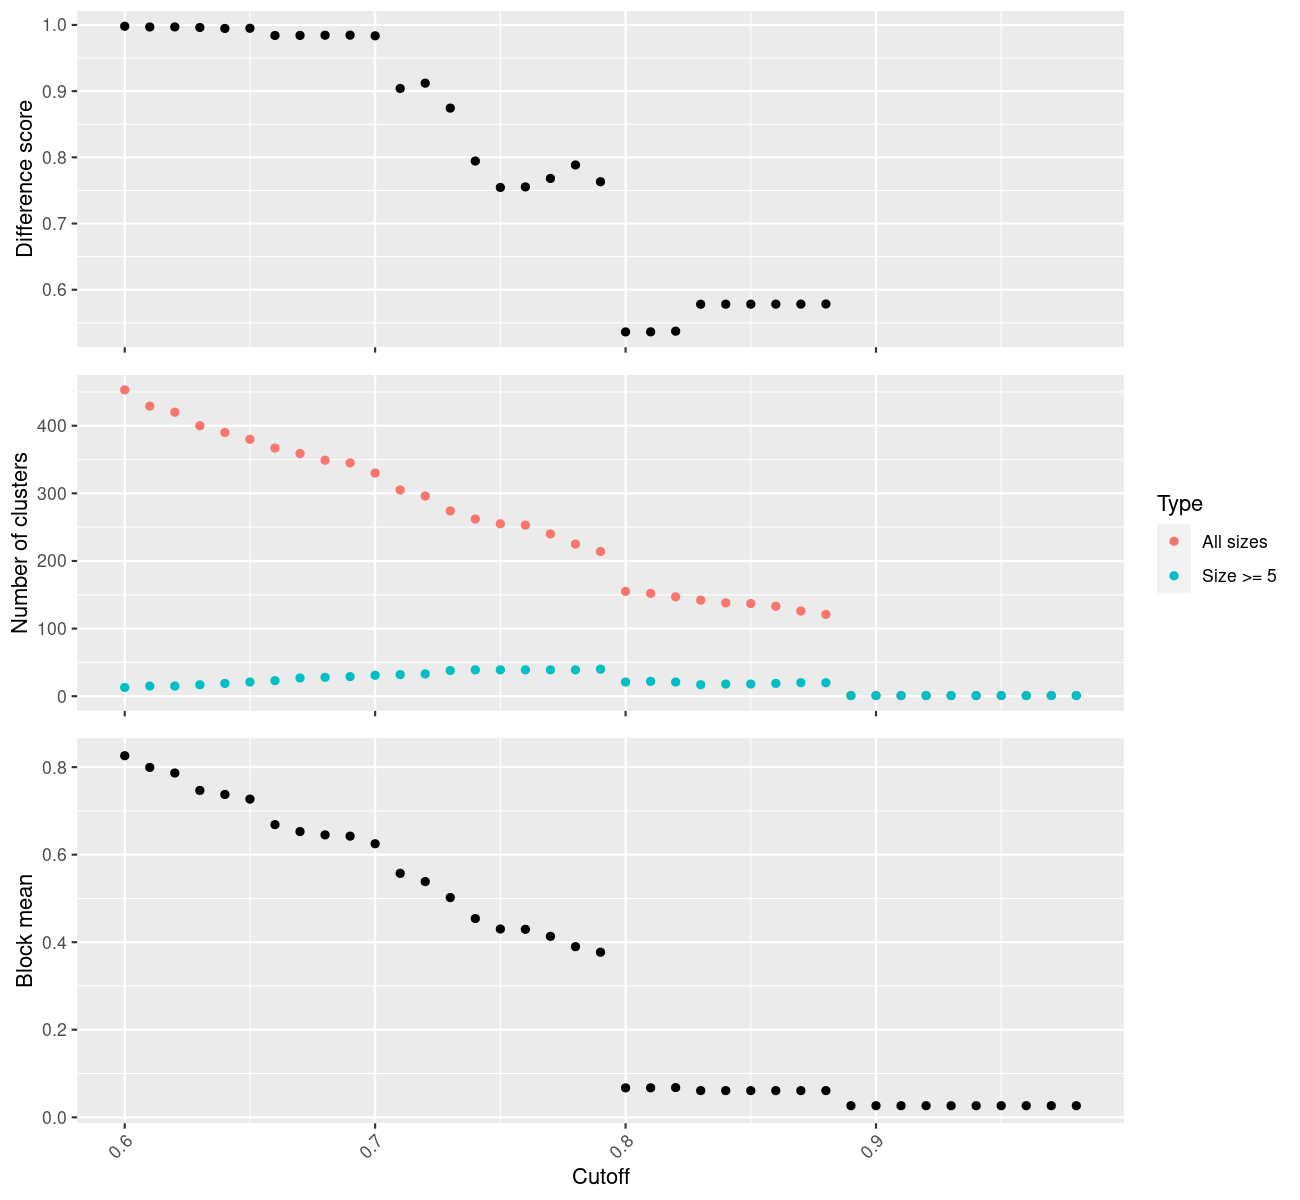 Difference score
1.0
0.9
0.8
0.7
0.6
Number of clusters
400
300
200
100
0
Type
All sizes
Size >= 5
Block mean
0.8
0.6
0.4
0.2
0.0
0.6
0.7
0.8
0.9
Cutoff